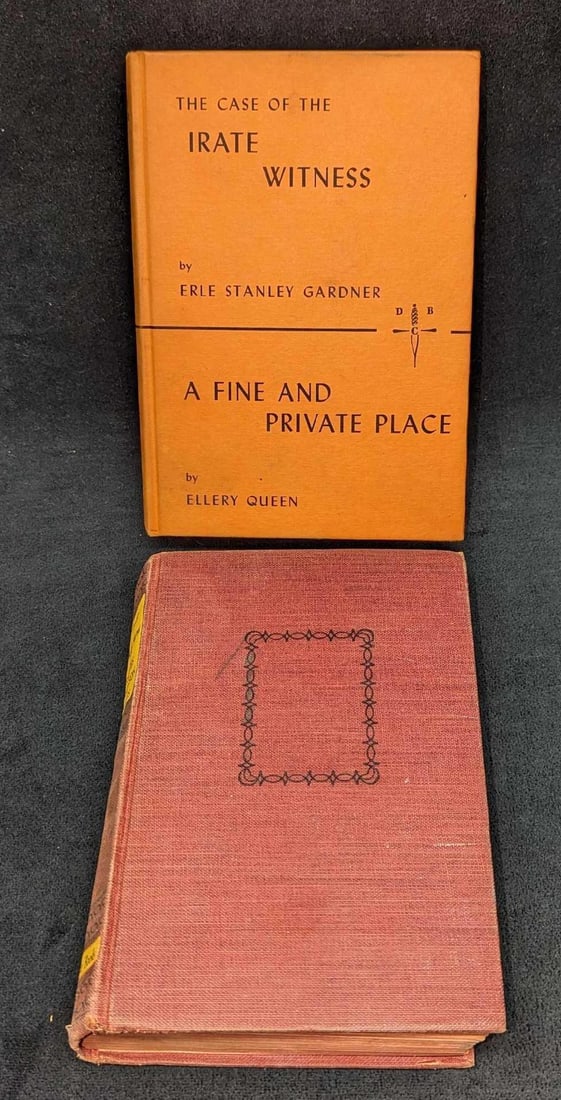 THE CASE OF THE
IRATE
WITNESS
by
ERLE STANLEY GARDNER
D B
C
A FINE AND
PRIVATE PLACE
by
ELLERY QUEEN